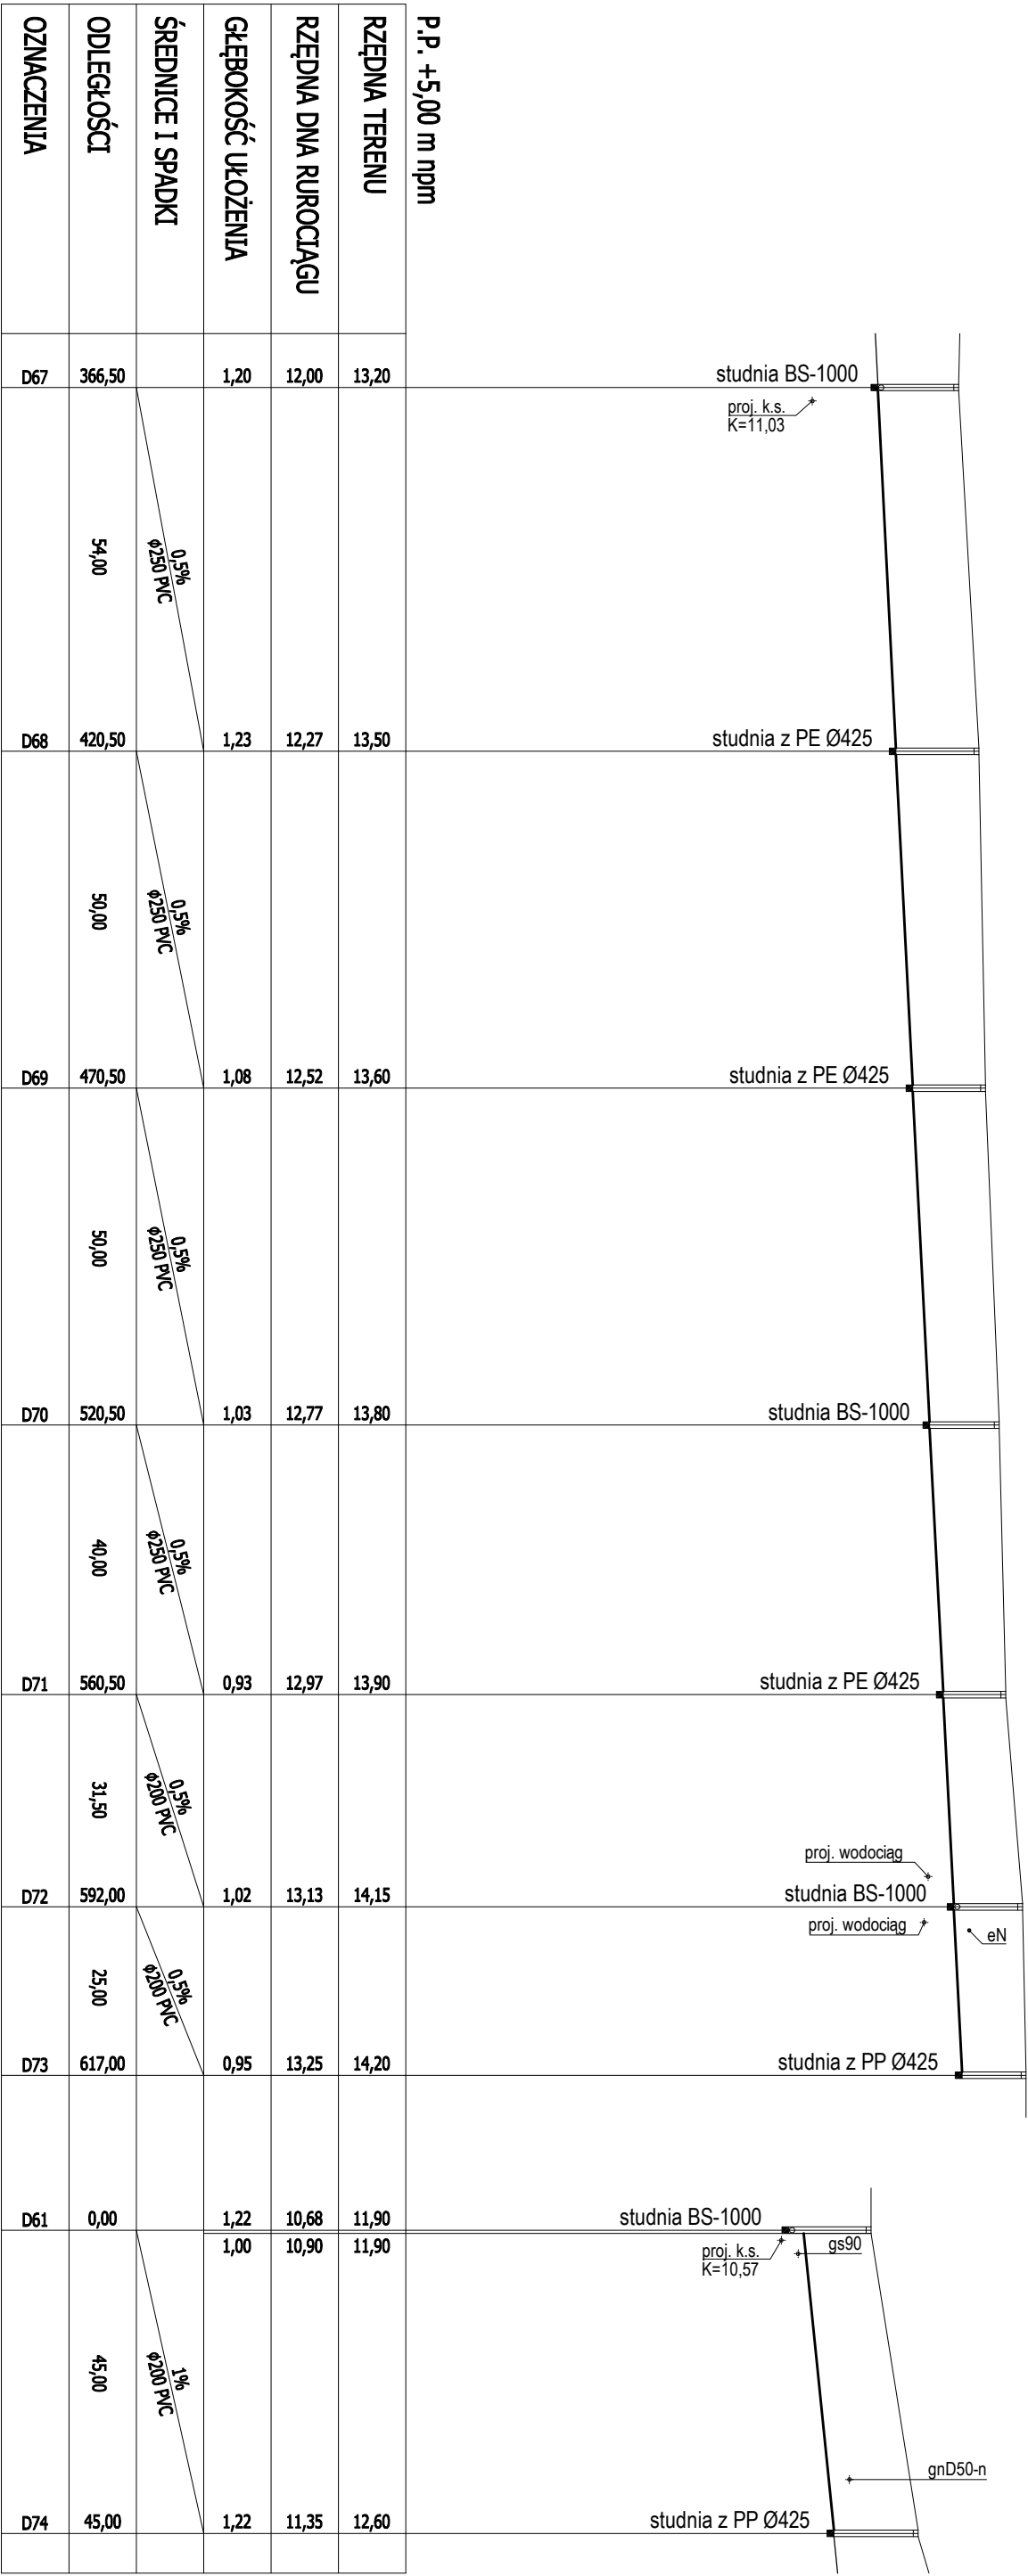 P.P. +5,00 m npm
RZĘDNA TERENU
13,20
13,50
13,60
13,80
13,90
14,15
14,20
11,90
11,90
12,60
RZĘDNA DNA RUROCIĄGU
12,00
12,27
12,52
12,77
12,97
13,13
13,25
10,68
10,90
11,35
GŁĘBOKOŚĆ UŁOŻENIA
1,20
1,23
1,08
1,03
0,93
1,02
0,95
1,22
1,00
1,22
ŚREDNICE I SPADKI
0,5%
ϕ250 PVC
0,5%
ϕ250 PVC
0,5%
ϕ250 PVC
0,5%
ϕ250 PVC
0,5%
ϕ200 PVC
0,5%
ϕ200 PVC
1%
ϕ200 PVC
ODLEGŁOŚCI
366,50
54,00
420,50
50,00
470,50
50,00
520,50
40,00
560,50
31,50
592,00
25,00
617,00
0,00
45,00
45,00
OZNACZENIA
D67
D68
D69
D70
D71
D72
D73
D61
D74
studnia BS-1000
proj. k.s.
K=11,03
studnia z PE Ø425
studnia z PE Ø425
studnia BS-1000
studnia z PE Ø425
proj. wodociąg
studnia BS-1000
proj. wodociąg
eN
studnia z PP Ø425
studnia BS-1000
proj. k.s.
K=10,57
gs90
gnD50-n
studnia z PP Ø425